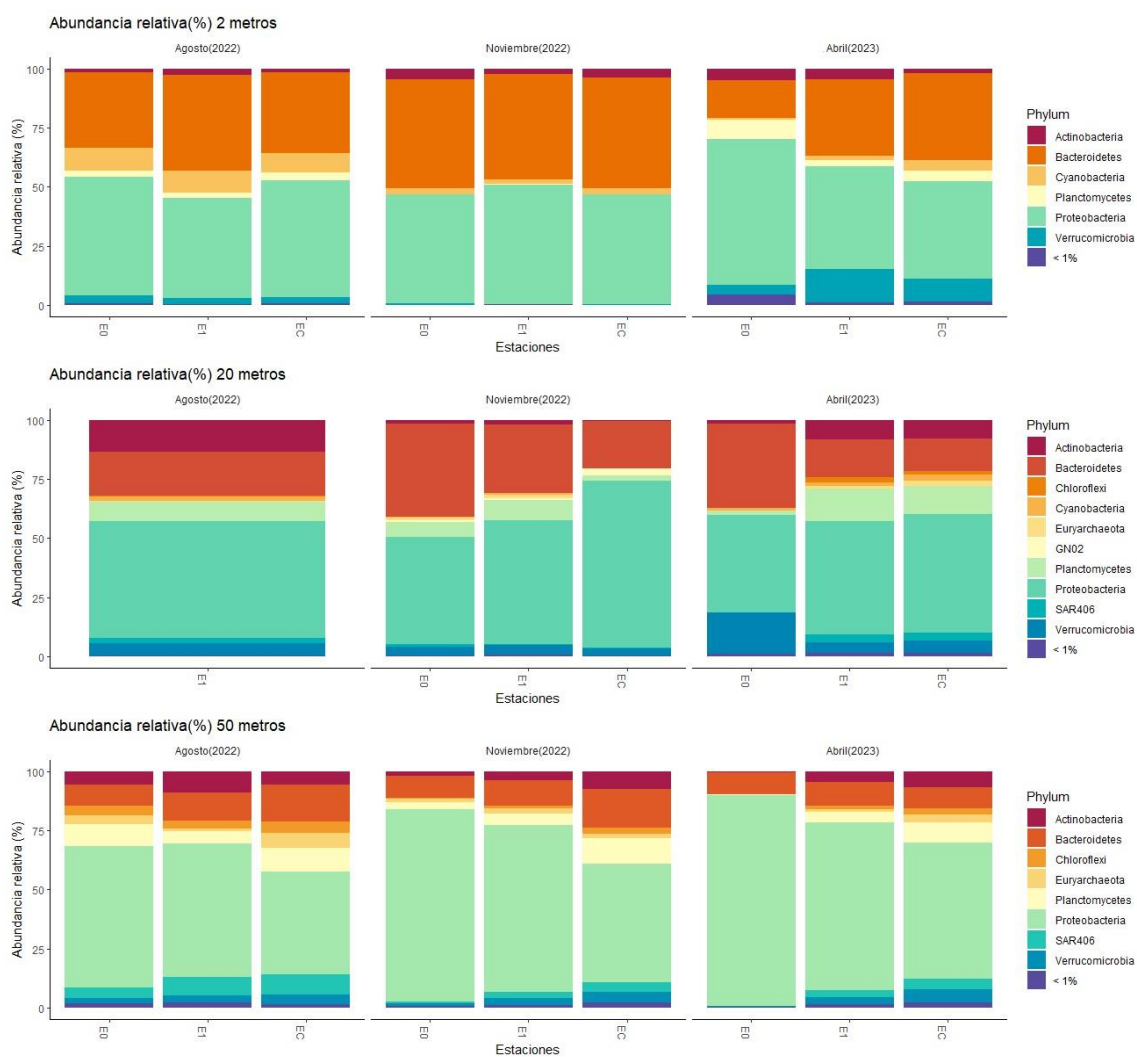 Abundancia relativa(%) 2 metros
Agosto(2022)
Noviembre(2022)
Abril(2023)
Abundancia relativa (%)
100
75
50
25
0
E0
E1
EC
E0
E1
EC
E0
E1
EC
Estaciones
Phylum
Actinobacteria
Bacteroidetes
Cyanobacteria
Planctomycetes
Proteobacteria
Verrucomicrobia
< 1%
Abundancia relativa(%) 20 metros
Agosto(2022)
Noviembre(2022)
Abril(2023)
Abundancia relativa (%)
100
75
50
25
0
E1
E0
E1
EC
E0
E1
EC
Estaciones
Phylum
Actinobacteria
Bacteroidetes
Chloroflexi
Cyanobacteria
Euryarchaeota
GN02
Planctomycetes
Proteobacteria
SAR406
Verrucomicrobia
< 1%
Abundancia relativa(%) 50 metros
Agosto(2022)
Noviembre(2022)
Abril(2023)
Abundancia relativa (%)
100
75
50
25
0
E0
E1
EC
E0
E1
EC
E0
E1
EC
Estaciones
Phylum
Actinobacteria
Bacteroidetes
Chloroflexi
Euryarchaeota
Planctomycetes
Proteobacteria
SAR406
Verrucomicrobia
< 1%